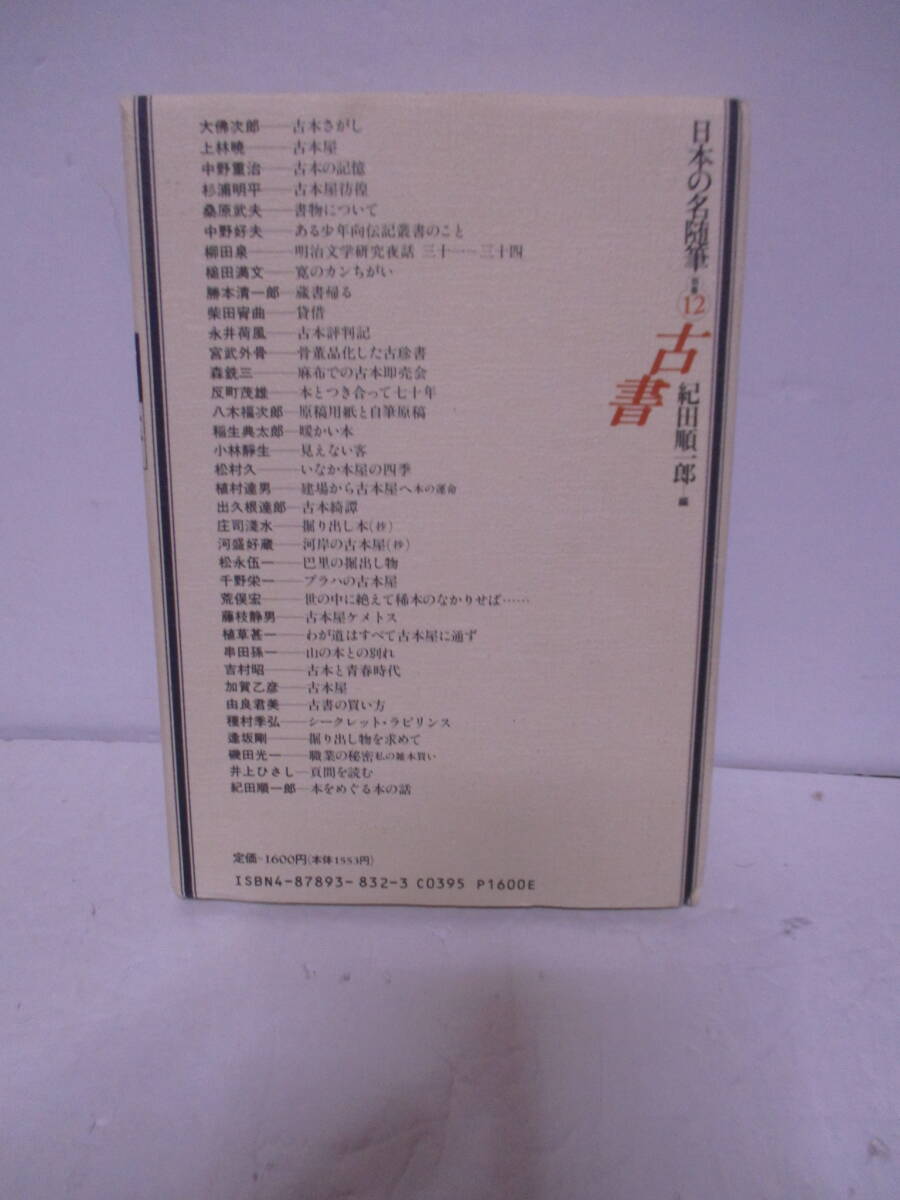 日本の名随筆 別巻 12
古書
紀田順一郎・編
大佛次郎――古本さがし
上林暁――古本屋
中野重治――古本の記憶
杉浦明平――古本屋彷徨
桑原武夫――書物について
中野好夫――ある少年向伝記叢書のこと
柳田泉――明治文学研究夜話 三十一―三十四
槌田満文――寛のカンちがい
勝本清一郎――蔵書帰る
柴田宵曲――貸借
永井荷風――古本評判記
宮武外骨――骨董品化した古珍書
森銑三――麻布での古本即売会
反町茂雄――本とつき合って七十年
八木福次郎――原稿用紙と自筆原稿
稲生典太郎――暖かい本
小林靜生――見えない客
松村久――いなか本屋の四季
植村達男――建場から古本屋へ 本の運命
出久根達郎――古本綺譚
庄司淺水――掘り出し本(抄)
河盛好蔵――河岸の古本屋(抄)
松永伍一――巴里の掘出し物
千野栄一――プラハの古本屋
荒俣宏――世の中に絶えて稀本のなかりせば……
藤枝静男――古本屋ケメトス
植草甚一――わが道はすべて古本屋に通ず
串田孫一――山の本との別れ
吉村昭――古本と青春時代
加賀乙彦――古本屋
由良君美――古書の買い方
種村季弘――シークレット・ラビリンス
逢坂剛――掘り出し物を求めて
磯田光一――職業の秘密 私の雑本買い
井上ひさし――頁間を読む
紀田順一郎――本をめぐる本の話
定価=1600円(本体1553円)
ISBN4-87893-832-3 C0395 P1600E